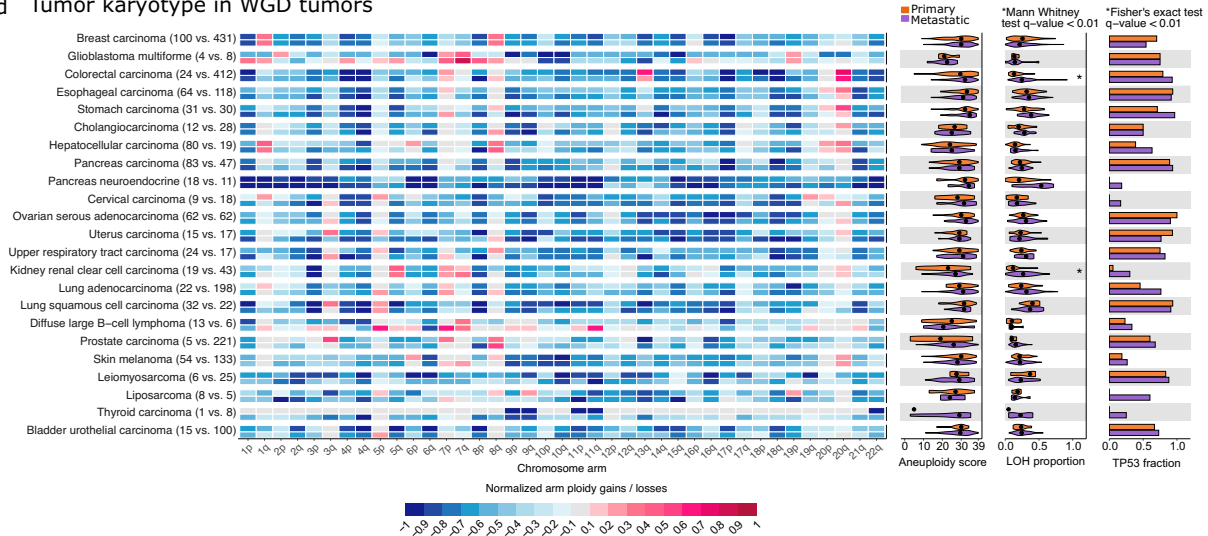 d Tumor karyotype in WGD tumors
Primary
Metastatic
*Mann Whitney
test q−value < 0.01
*Fisher's exact test
q−value < 0.01
Breast carcinoma (100 vs. 431)
Glioblastoma multiforme (4 vs. 8)
Colorectal carcinoma (24 vs. 412)
*
Esophageal carcinoma (64 vs. 118)
Stomach carcinoma (31 vs. 30)
Cholangiocarcinoma (12 vs. 28)
Hepatocellular carcinoma (80 vs. 19)
Pancreas carcinoma (83 vs. 47)
Pancreas neuroendocrine (18 vs. 11)
Cervical carcinoma (9 vs. 18)
Ovarian serous adenocarcinoma (62 vs. 62)
Uterus carcinoma (15 vs. 17)
Upper respiratory tract carcinoma (24 vs. 17)
Kidney renal clear cell carcinoma (19 vs. 43)
*
Lung adenocarcinoma (22 vs. 198)
Lung squamous cell carcinoma (32 vs. 22)
Diffuse large B−cell lymphoma (13 vs. 6)
Prostate carcinoma (5 vs. 221)
Skin melanoma (54 vs. 133)
Leiomyosarcoma (6 vs. 25)
Liposarcoma (8 vs. 5)
Thyroid carcinoma (1 vs. 8)
Bladder urothelial carcinoma (15 vs. 100)
1p 1q 2p 2q 3p 3q 4p 4q 5p 5q 6p 6q 7p 7q 8p 8q 9p 9q 10p 10q 11p 11q 12p 12q 13q 14q 15q 16p 16q 17p 17q 18p 18q 19p 19q 20p 20q 21q 22q
0 10 20 30 39
0.0 0.5 1.0
0.0 0.5 1.0
Chromosome arm
Aneuploidy score
LOH proportion
TP53 fraction
Normalized arm ploidy gains / losses
−1 −0.9 −0.8 −0.7 −0.6 −0.5 −0.4 −0.3 −0.2 −0.1 0.1 0.2 0.3 0.4 0.5 0.6 0.7 0.8 0.9 1